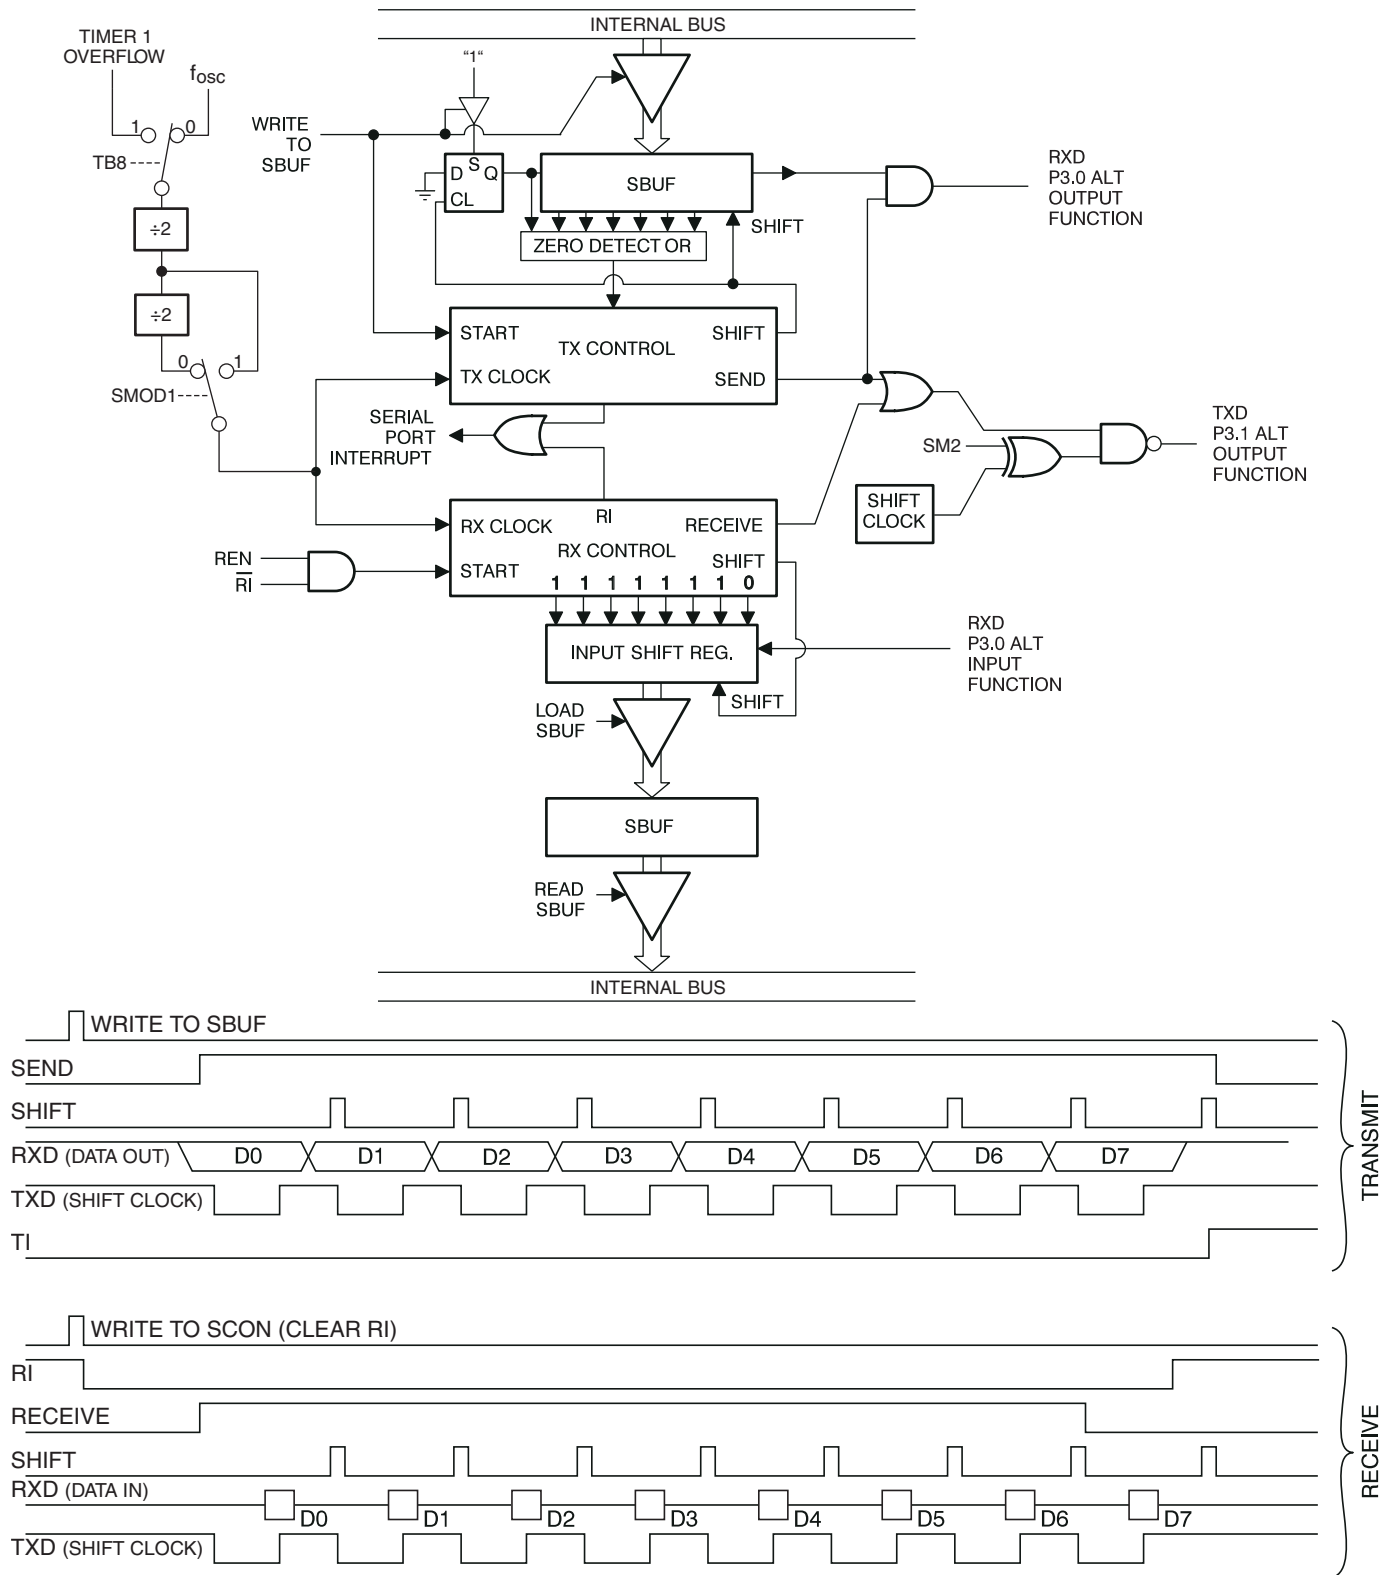 INTERNAL BUS
TIMER 1
OVERFLOW
fosc
"1"
1
0
TB8
WRITE
TO
SBUF
S
D
Q
CL
SBUF
SHIFT
RXD
P3.0 ALT
OUTPUT
FUNCTION
÷2
ZERO DETECT OR
÷2
0
1
SMOD1
START
SHIFT
TX CONTROL
TX CLOCK
SEND
SERIAL
PORT
INTERRUPT
SM2
TXD
P3.1 ALT
OUTPUT
FUNCTION
SHIFT
CLOCK
RI
RX CLOCK
RECEIVE
RX CONTROL
SHIFT
REN
RI
START
1 1 1 1 1 1 1 0
INPUT SHIFT REG.
RXD
P3.0 ALT
INPUT
FUNCTION
SHIFT
LOAD
SBUF
SBUF
READ
SBUF
INTERNAL BUS
WRITE TO SBUF
SEND
SHIFT
RXD (DATA OUT) D0 D1 D2 D3 D4 D5 D6 D7
TXD (SHIFT CLOCK)
TI
TRANSMIT
WRITE TO SCON (CLEAR RI)
RI
RECEIVE
SHIFT
RXD (DATA IN) D0 D1 D2 D3 D4 D5 D6 D7
TXD (SHIFT CLOCK)
RECEIVE